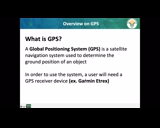 Overview on GPS
What is GPS?
A Global Positioning System (GPS) is a satellite
navigation system used to determine the
ground position of an object
In order to use the system, a user will need a
GPS receiver device (ex. Garmin Etrex)